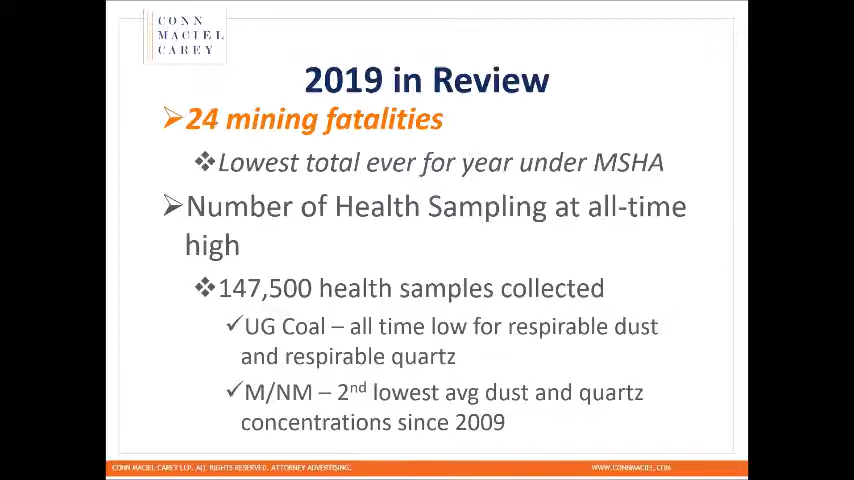 CONN
MACIEL
CAREY
2019 in Review
24 mining fatalities
Lowest total ever for year under MSHA
Number of Health Sampling at all-time
high
147,500 health samples collected
UG Coal – all time low for respirable dust
and respirable quartz
M/NM – 2nd lowest avg dust and quartz
concentrations since 2009
CONN MACIEL CAREY LLP. ALL RIGHTS RESERVED. ATTORNEY ADVERTISING.
WWW.CONNMACIEL.COM